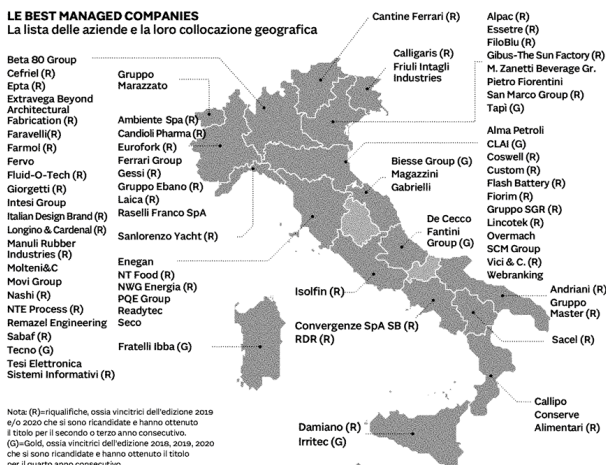 LE BEST MANAGED COMPANIES
La lista delle aziende e la loro collocazione geografica
Beta 80 Group
Cefriel (R)
Epta (R)
Extravega Beyond
Architectural
Fabrication (R)
Faravelli(R)
Farmol (R)
Fervo
Fluid-O-Tech (R)
Giorgetti (R)
Intesi Group
Italian Design Brand (R)
Longino & Cardenal (R)
Manuli Rubber
Industries (R)
Molteni&C
Movi Group
Nashi (R)
NTE Process (R)
Remazel Engineering
Sabaf (R)
Tecno (G)
Tesi Elettronica
Sistemi Informativi (R)
Gruppo
Marazzato
Ambiente Spa (R)
Candioli Pharma (R)
Eurofork (R)
Ferrari Group
Gessi (R)
Gruppo Ebano (R)
Laica (R)
Raselli Franco SpA
Sanlorenzo Yacht (R)
Enegan
NT Food (R)
NWG Energia (R)
PQE Group
Readytec
Seco
Fratelli Ibba (G)
Cantine Ferrari (R)
Calligaris (R)
Friuli Intagli
Industries
Alpac (R)
Essetre (R)
FiloBlu (R)
Gibus-The Sun Factory (R)
M. Zanetti Beverage Gr.
Pietro Fiorentini
San Marco Group (R)
Tapì (G)
Alma Petroli
CLAI (G)
Coswell (R)
Custom (R)
Flash Battery (R)
Fiorim (R)
Gruppo SGR (R)
Lincotek (R)
Overmach
SCM Group
Vici & C. (R)
Webranking
Biesse Group (G)
Magazzini
Gabrielli
De Cecco
Fantini
Group (G)
Isolfin (R)
Convergenze SpA SB (R)
RDR (R)
Andriani (R)
Gruppo
Master (R)
Sacel (R)
Callipo
Conserve
Alimentari (R)
Damiano (R)
Irritec (G)
Nota: (R)=riqualifiche, ossia vincitrici dell'edizione 2019
e/o 2020 che si sono ricandidate e hanno ottenuto
il titolo per il secondo o terzo anno consecutivo.
(G)=Gold, ossia vincitori dell'edizione 2018, 2019, 2020
che si sono ricandidate e hanno ottenuto il titolo
per il quarto anno consecutivo.